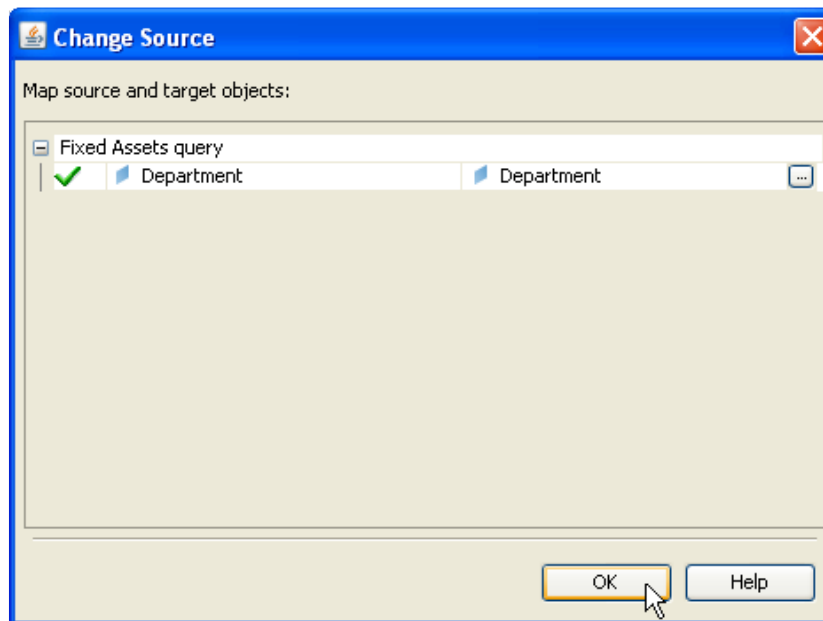 Change Source
Map source and target objects:
Fixed Assets query
Department Department ...
OK Help